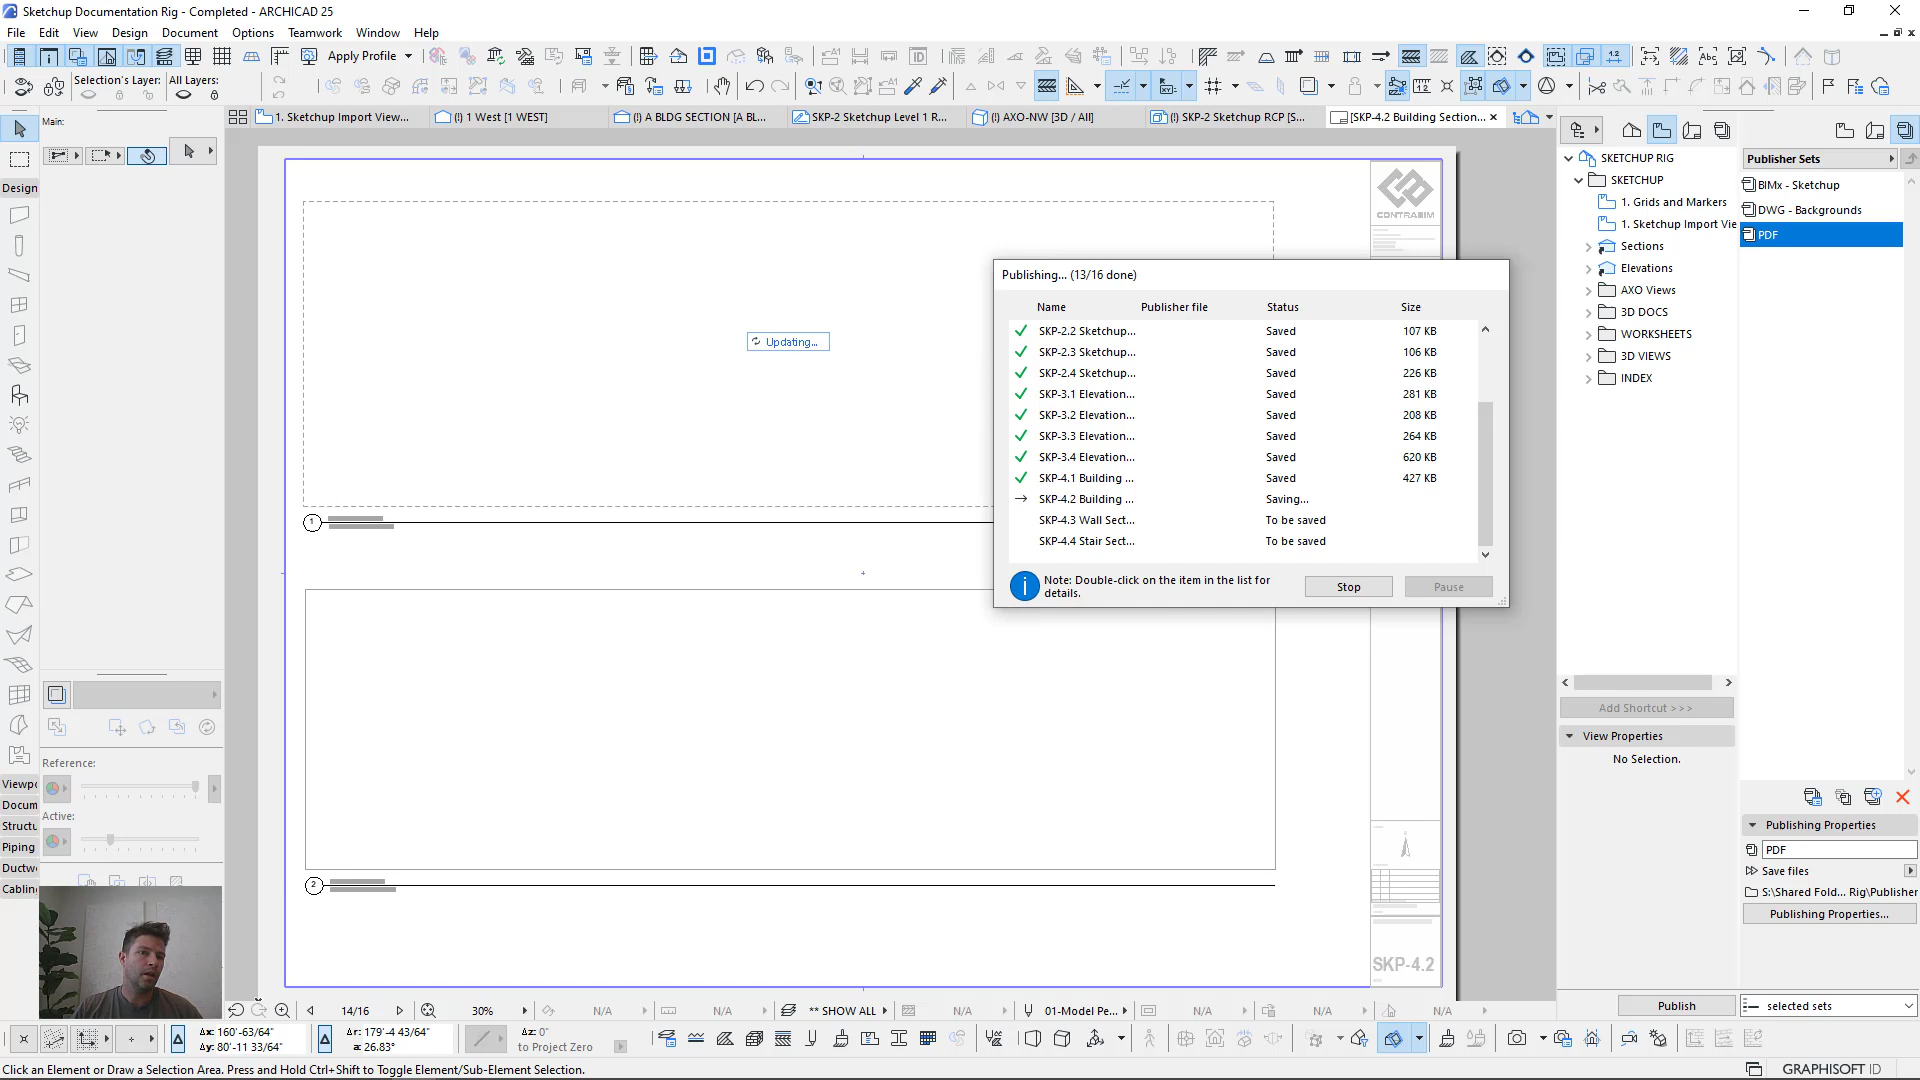 Sketchup Documentation Rig - Completed - ARCHICAD 25
File Edit View Design Document Options Teamwork Window Help
Apply Profile
Selection's Layer: All Layers:
1. Sketchup Import View...
(!) 1 West [1 WEST]
A BLDG SECTION [A BL...
SKP-2 Sketchup Level 1 R...
(!) AXO-NW [3D / All]
(!) SKP-2 Sketchup RCP [S...
[SKP-4.2 Building Section...
Main:
Design
Reference:
Active:
Viewpo
Docum
Structu
Piping
Ductwo
Cabling
CONTRABIM
Updating...
1
2
SKP-4.2
Publishing... (13/16 done)
Name Publisher file Status Size
SKP-2.2 Sketchup... Saved 107 KB
SKP-2.3 Sketchup... Saved 106 KB
SKP-2.4 Sketchup... Saved 226 KB
SKP-3.1 Elevation... Saved 281 KB
SKP-3.2 Elevation... Saved 208 KB
SKP-3.3 Elevation... Saved 264 KB
SKP-3.4 Elevation... Saved 620 KB
SKP-4.1 Building ... Saved 427 KB
SKP-4.2 Building ... Saving...
SKP-4.3 Wall Sect... To be saved
SKP-4.4 Stair Sect... To be saved
Note: Double-click on the item in the list for
details.
Stop
Pause
SKETCHUP RIG
SKETCHUP
1. Grids and Markers
1. Sketchup Import Vie
Sections
Elevations
AXO Views
3D DOCS
WORKSHEETS
3D VIEWS
INDEX
Add Shortcut >>>
View Properties
No Selection.
Publisher Sets
BIMx - Sketchup
DWG - Backgrounds
PDF
Publishing Properties
PDF
Save files
S:\Shared Fold... Rig\Publisher
Publishing Properties...
Publish
selected sets
14/16
30%
N/A
N/A
** SHOW ALL
N/A
01-Model Pe...
N/A
N/A
N/A
Δx: 160'-63/64"
Δy: 80'-11 33/64"
Δr: 179'-4 43/64"
a: 26.83°
Δz: 0"
to Project Zero
Click an Element or Draw a Selection Area. Press and Hold Ctrl+Shift to Toggle Element/Sub-Element Selection.
GRAPHISOFT ID